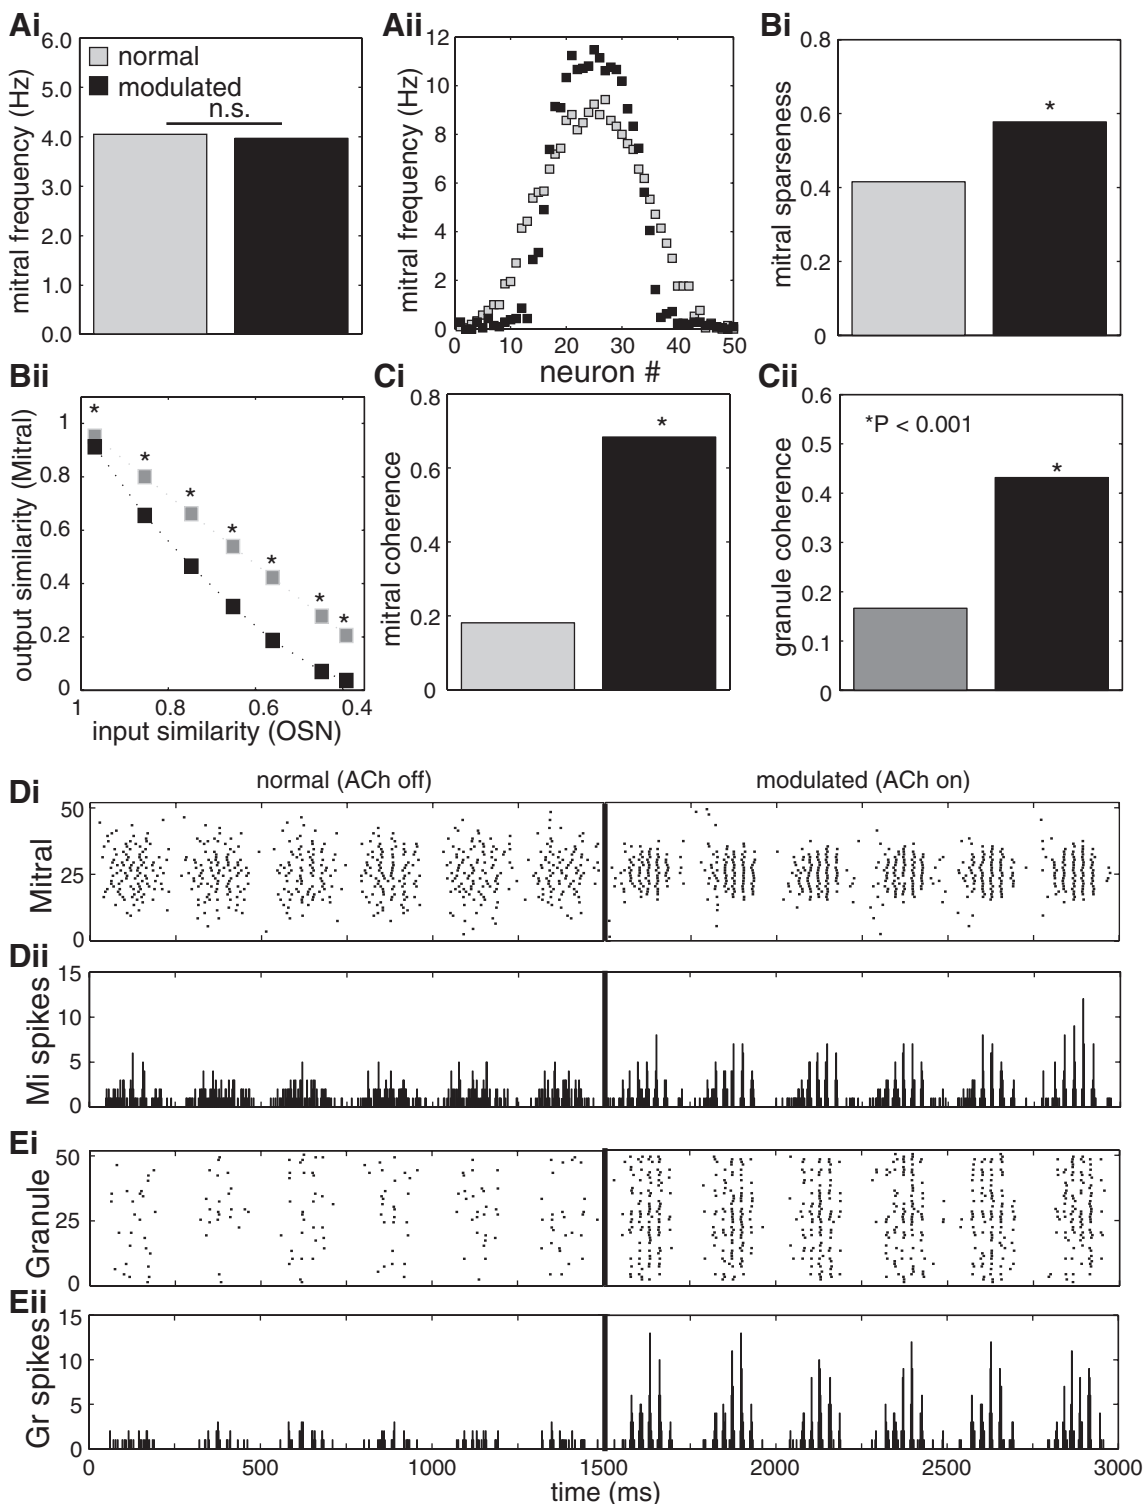 Ai
6.0
5.0
4.0
3.0
2.0
1.0
0.0
mitral frequency (Hz)
normal
modulated
n.s.
Aii
12
10
8
6
4
2
0
mitral frequency (Hz)
0 10 20 30 40 50
neuron #
Bi
0.8
0.6
0.4
0.2
0
mitral sparseness
*
Bii
1
0.8
0.6
0.4
0.2
0
output similarity (Mitral)
* * * * * * *
1 0.8 0.6 0.4
input similarity (OSN)
Ci
0.8
0.6
0.4
0.2
0
mitral coherence
*
Cii
0.6
0.5
0.4
0.3
0.2
0.1
0
granule coherence
*P < 0.001
*
normal (ACh off) modulated (ACh on)
Di
50
25
0
Mitral
Dii
15
10
5
0
Mi spikes
Ei
50
25
0
Granule
Eii
15
10
5
0
Gr spikes
0 500 1000 1500 2000 2500 3000
time (ms)